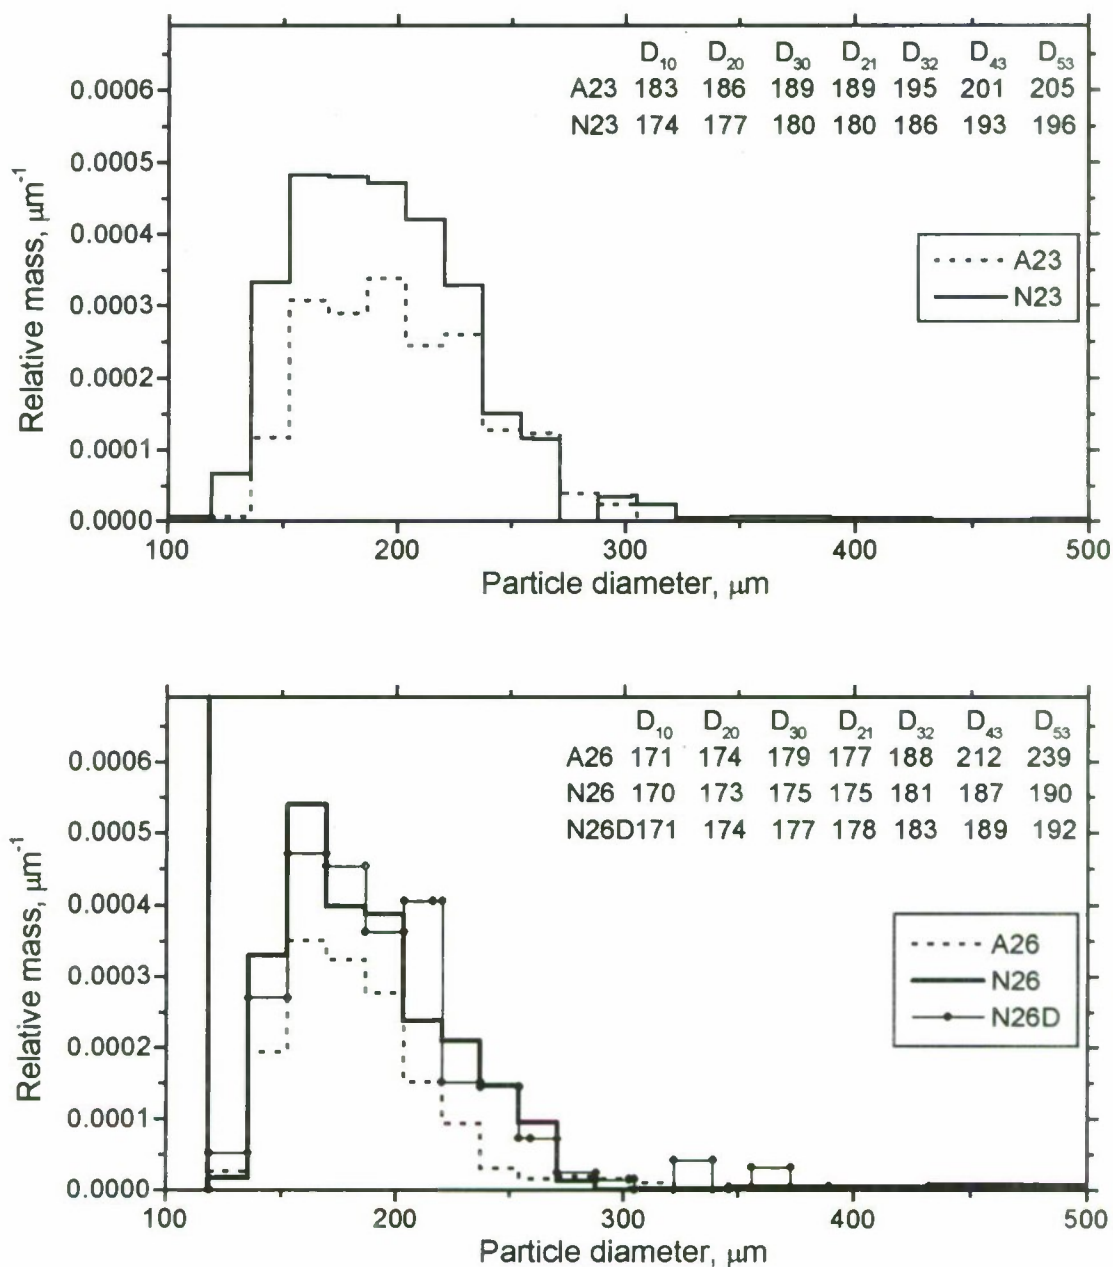 D10 D20 D30 D21 D32 D43 D53
A23 183 186 189 189 195 201 205
N23 174 177 180 180 186 193 196
0.0006
0.0005
0.0004
0.0003
0.0002
0.0001
0.0000
Relative mass, μm-1
A23
N23
100 200 300 400 500
Particle diameter, μm
D10 D20 D30 D21 D32 D43 D53
A26 171 174 179 177 188 212 239
N26 170 173 175 175 181 187 190
N26D 171 174 177 178 183 189 192
0.0006
0.0005
0.0004
0.0003
0.0002
0.0001
0.0000
Relative mass, μm-1
A26
N26
N26D
100 200 300 400 500
Particle diameter, μm